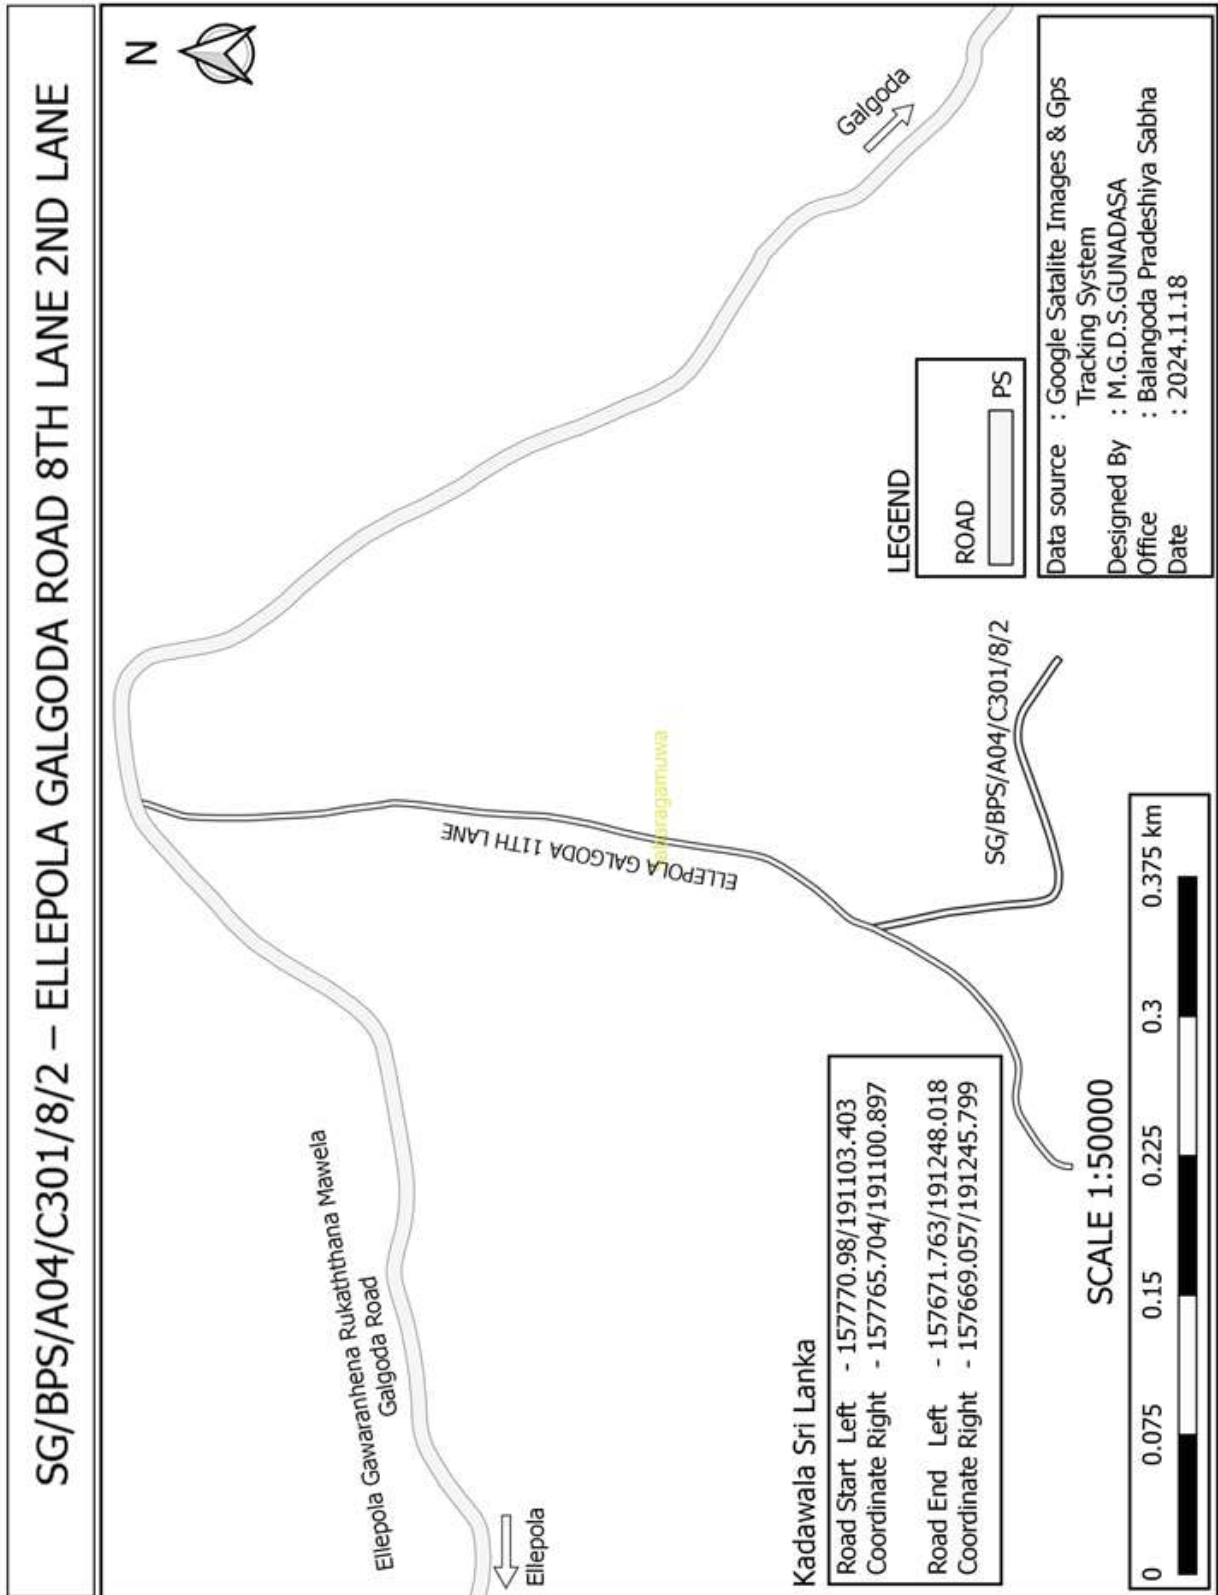 SG/BPS/A04/C301/8/2 – ELLEPOLA GALGODA ROAD 8TH LANE 2ND LANE
N
Galgoda
Ellepola Gawaranhena Rukaththana Mawela
Galgoda Road
Ellepola
ELLEPOLA GALGODA 11TH LANE
Sabaragamuwa
SG/BPS/A04/C301/8/2
Kadawala Sri Lanka
Road Start Left - 157770.98/191103.403
Coordinate Right - 157765.704/191100.897
Road End Left - 157671.763/191248.018
Coordinate Right - 157669.057/191245.799
SCALE 1:50000
0 0.075 0.15 0.225 0.3 0.375 km
LEGEND
ROAD
PS
Data source : Google Satalite Images & Gps
Tracking System
Designed By : M.G.D.S.GUNADASA
Office : Balangoda Pradeshiya Sabha
Date : 2024.11.18